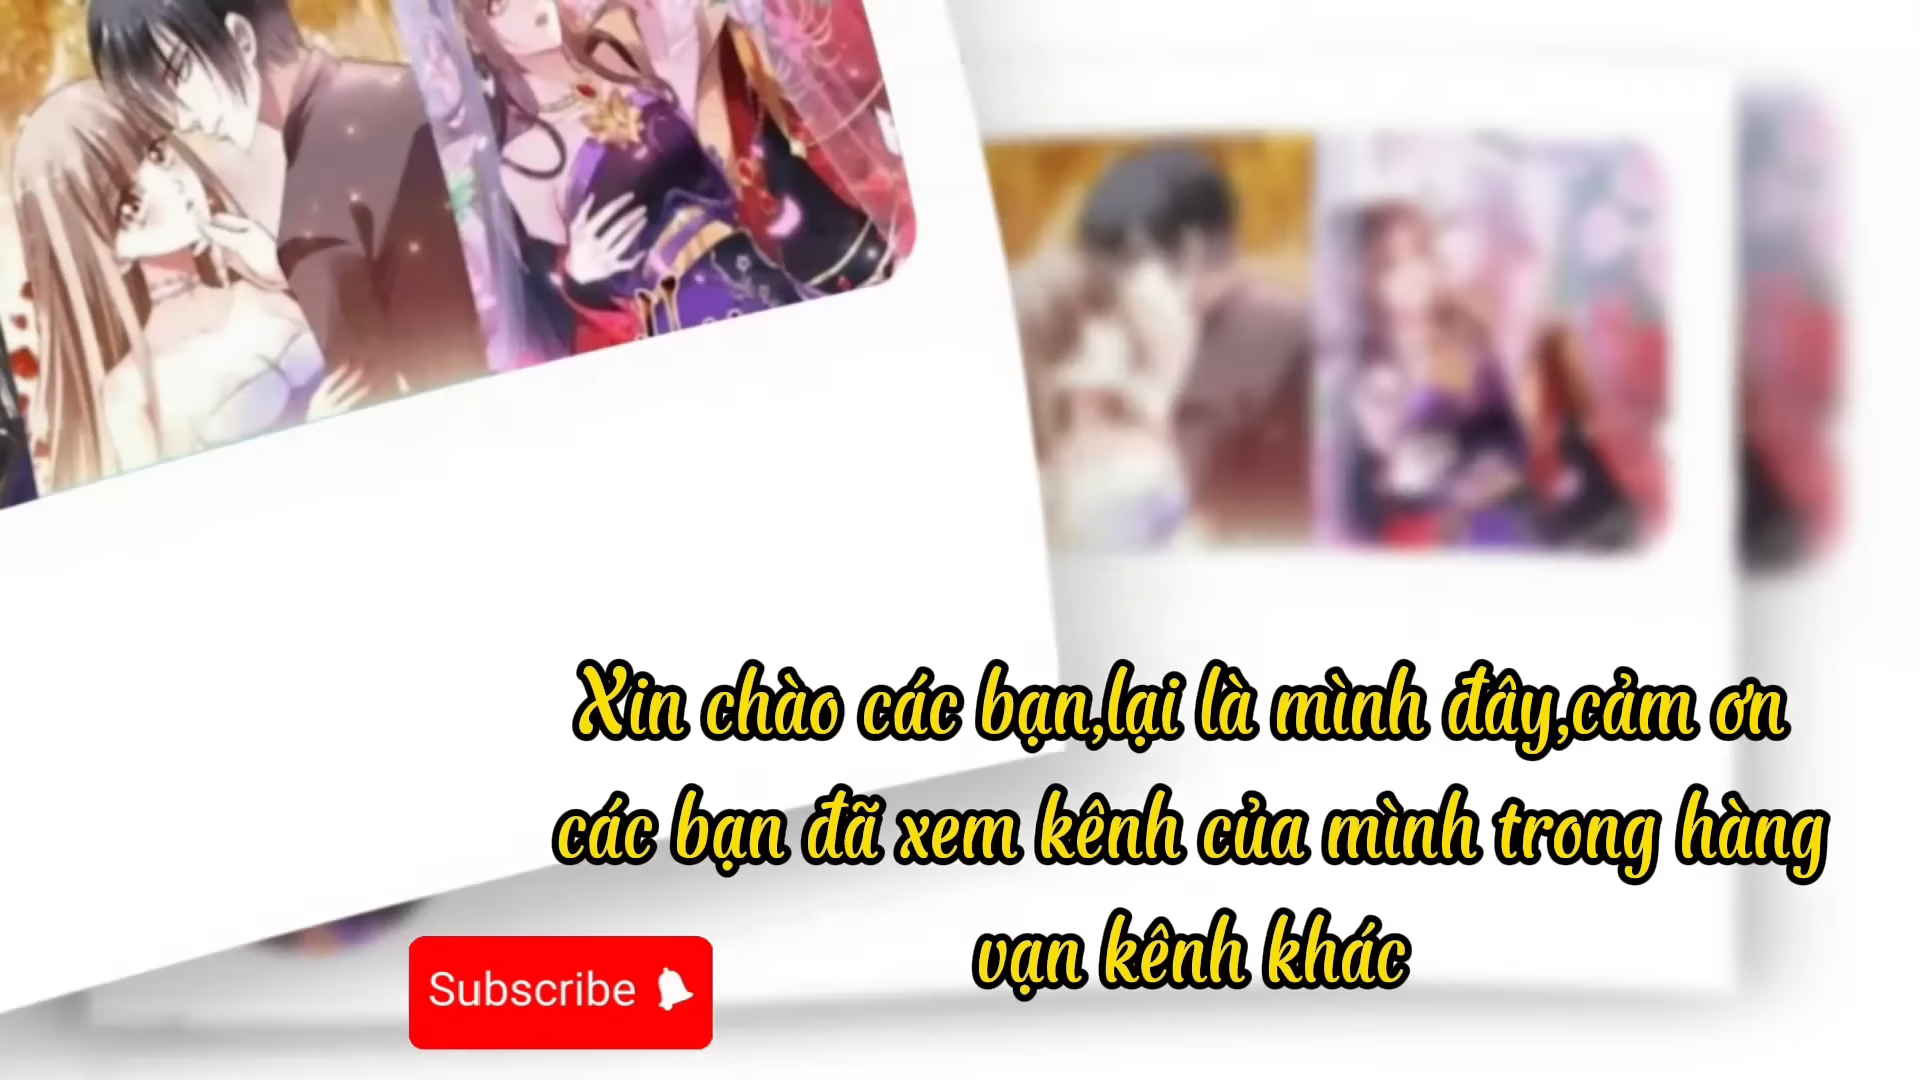 Xin chào các bạn,lại là mình đây,cảm ơn
các bạn đã xem kênh của mình trong hàng
vạn kênh khác
Subscribe